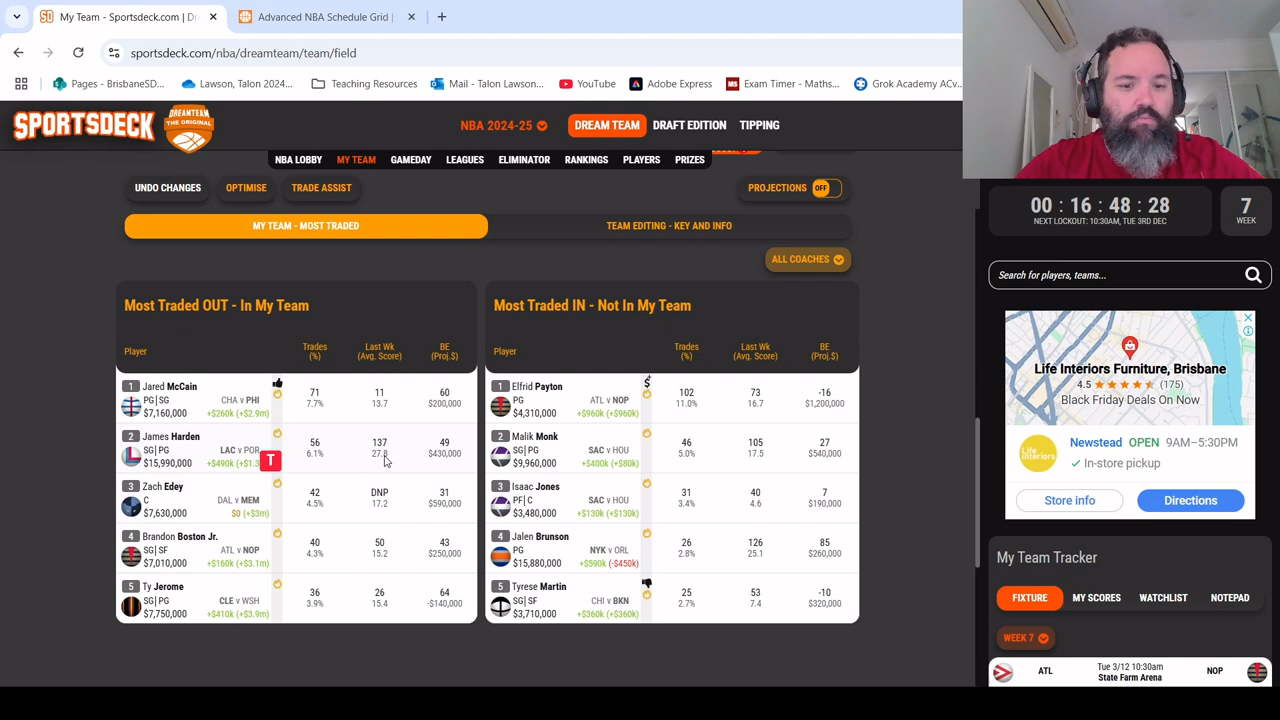 My Team - Sportsdeck.com | Dr
Advanced NBA Schedule Grid |
sportsdeck.com/nba/dreamteam/team/field
Pages - BrisbaneSD...
Lawson, Talon 2024...
Teaching Resources
Mail - Talon Lawson...
YouTube
Adobe Express
Exam Timer - Maths...
Grok Academy ACv...
SPORTSDECK
DREAMTEAM
THE ORIGINAL
NBA 2024-25
DREAM TEAM
DRAFT EDITION
TIPPING
NBA LOBBY
MY TEAM
GAMEDAY
LEAGUES
ELIMINATOR
RANKINGS
PLAYERS
PRIZES
UNDO CHANGES
OPTIMISE
TRADE ASSIST
PROJECTIONS OFF
MY TEAM - MOST TRADED
TEAM EDITING - KEY AND INFO
ALL COACHES
Most Traded OUT - In My Team
Player Trades (%) Last Wk (Avg. Score) BE (Proj.$)
1 Jared McCain 71 11 60
PG|SG CHA v PHI 7.7% 13.7 $200,000
$7,160,000 +$260k (+$2.9m)
2 James Harden 56 137 49
SG|PG LAC v POR 6.1% 27.8 $430,000
$15,990,000 +$490k (+$1.3 T
3 Zach Edey 42 DNP 31
C DAL v MEM 4.5% 17.2 $590,000
$7,630,000 $0 (+$3m)
4 Brandon Boston Jr. 40 50 43
SG|SF ATL v NOP 4.3% 15.2 $250,000
$7,010,000 +$160k (+$3.1m)
5 Ty Jerome 36 26 64
SG|PG CLE v WSH 3.9% 15.4 -$140,000
$7,750,000 +$410k (+$3.9m)
Most Traded IN - Not In My Team
Player Trades (%) Last Wk (Avg. Score) BE (Proj.$)
1 Elfrid Payton 102 73 -16
PG ATL v NOP 11.0% 16.7 $1,200,000
$4,310,000 +$960k (+$960k)
2 Malik Monk 46 105 27
SG|PG SAC v HOU 5.0% 17.5 $540,000
$9,960,000 +$400k (+$80k)
3 Isaac Jones 31 40 7
PF|C SAC v HOU 3.4% 4.6 $190,000
$3,480,000 +$130k (+$130k)
4 Jalen Brunson 26 126 85
PG NYK v ORL 2.8% 25.1 $260,000
$15,880,000 +$590k (-$450k)
5 Tyrese Martin 25 53 -10
SG|SF CHI v BKN 2.7% 7.4 $320,000
$3,710,000 +$360k (+$360k)
00 : 16 : 48 : 28
NEXT LOCKOUT: 10:30AM, TUE 3RD DEC
7
WEEK
Search for players, teams...
Life Interiors Furniture, Brisbane
4.5 (175)
Black Friday Deals On Now
Life Interiors
Newstead OPEN 9AM–5:30PM
In-store pickup
Store info
Directions
My Team Tracker
FIXTURE
MY SCORES
WATCHLIST
NOTEPAD
WEEK 7
ATL
Tue 3/12 10:30am
State Farm Arena
NOP